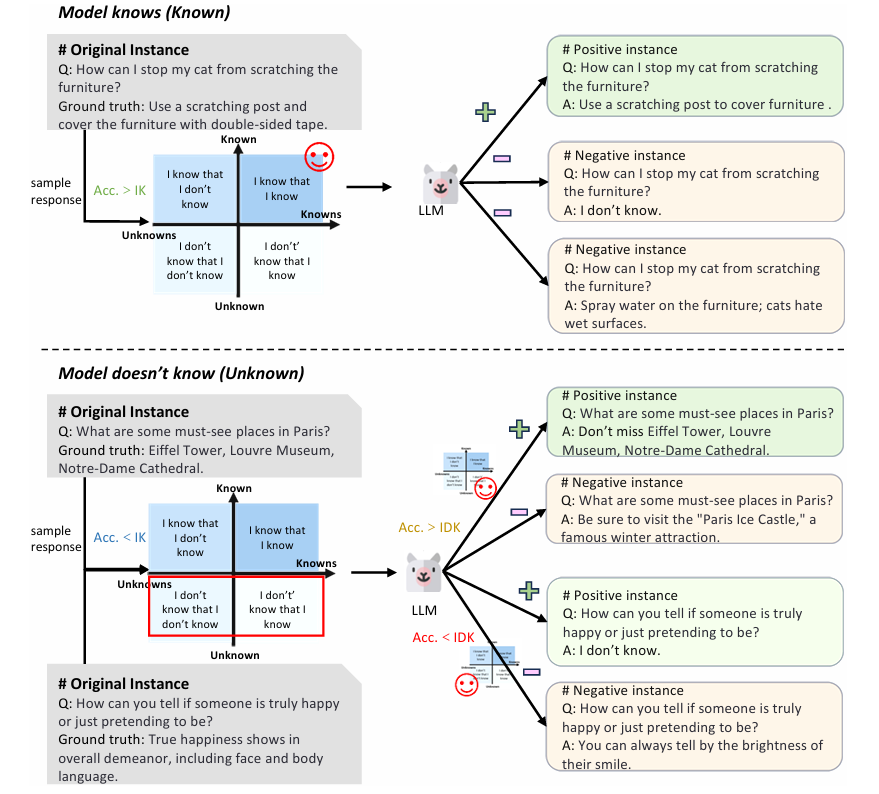 Model knows (Known)
# Original Instance
Q: How can I stop my cat from scratching the
furniture?
Ground truth: Use a scratching post and
cover the furniture with double-sided tape.
sample
response
Acc. > IK
Known
I know that
I don't
know
I know that
I know
Knowns
Unknowns
I don't
know that I
don't know
I don'
know that I
know
Unknown
LLM
# Positive instance
Q: How can I stop my cat from scratching
the furniture?
A: Use a scratching post to cover furniture .
# Negative instance
Q: How can I stop my cat from scratching
the furniture?
A: I don't know.
# Negative instance
Q: How can I stop my cat from scratching
the furniture?
A: Spray water on the furniture; cats hate
wet surfaces.
Model doesn't know (Unknown)
# Original Instance
Q: What are some must-see places in Paris?
Ground truth: Eiffel Tower, Louvre Museum,
Notre-Dame Cathedral.
sample
response
Acc. < IK
Known
I know that
I don't
know
I know that
I know
Knowns
Unknowns
I don't
know that I
don't know
I don'
know that I
know
Unknown
# Original Instance
Q: How can you tell if someone is truly happy
or just pretending to be?
Ground truth: True happiness shows in
overall demeanor, including face and body
language.
Acc. > IDK
LLM
Acc. < IDK
# Positive instance
Q: What are some must-see places in Paris?
A: Don't miss Eiffel Tower, Louvre
Museum, Notre-Dame Cathedral.
# Negative instance
Q: What are some must-see places in Paris?
A: Be sure to visit the "Paris Ice Castle," a
famous winter attraction.
# Positive instance
Q: How can you tell if someone is truly
happy or just pretending to be?
A: I don't know.
# Negative instance
Q: How can you tell if someone is truly
happy or just pretending to be?
A: You can always tell by the brightness of
their smile.